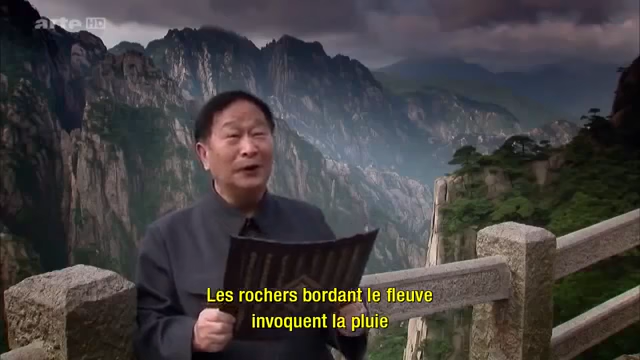 arte HD
Les rochers bordant le fleuve
invoquent la pluie